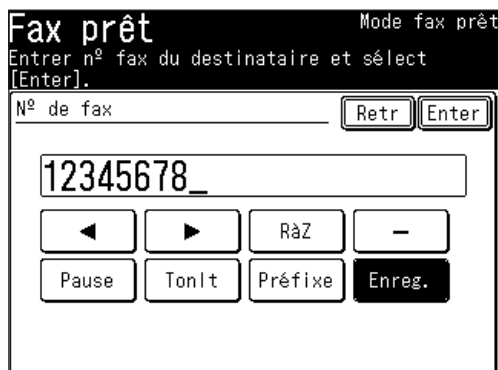 Fax prêt
Mode fax prêt
Entrer nº fax du destinataire et sélect
[Enter].
Nº de fax
Retr Enter
12345678_
◄ ► RàZ –
Pause Tonlt Préfixe Enreg.